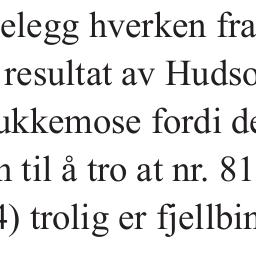 elegg hverken fra
resultat av Hudso
ukkemose fordi de
n til å tro at nr. 81
4) trolig er fjellbin